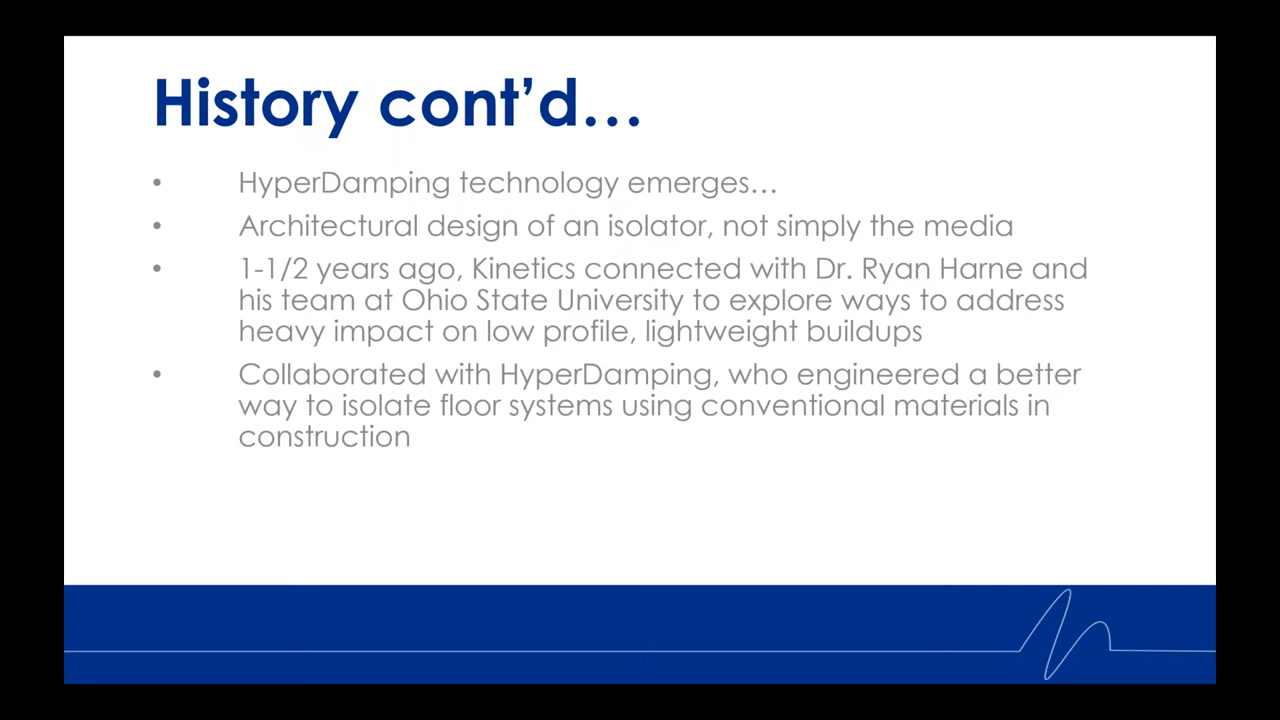 History cont’d…
• HyperDamping technology emerges…
• Architectural design of an isolator, not simply the media
• 1-1/2 years ago, Kinetics connected with Dr. Ryan Harne and
his team at Ohio State University to explore ways to address
heavy impact on low profile, lightweight buildups
• Collaborated with HyperDamping, who engineered a better
way to isolate floor systems using conventional materials in
construction